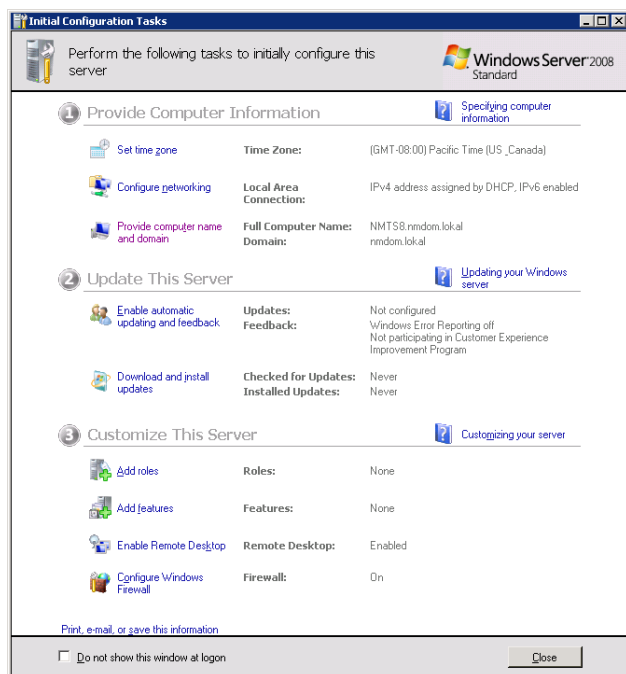 Initial Configuration Tasks
Perform the following tasks to initially configure this
server
Windows Server 2008
Standard
1 Provide Computer Information
Specifying computer
information
Set time zone
Time Zone:
(GMT-08:00) Pacific Time (US _Canada)
Configure networking
Local Area
Connection:
IPv4 address assigned by DHCP, IPv6 enabled
Provide computer name
and domain
Full Computer Name:
Domain:
NMTS8.nmdom.lokal
nmdom.lokal
2 Update This Server
Updating your Windows
server
Enable automatic
updating and feedback
Updates:
Feedback:
Not configured
Windows Error Reporting off
Not participating in Customer Experience
Improvement Program
Download and install
updates
Checked for Updates:
Installed Updates:
Never
Never
3 Customize This Server
Customizing your server
Add roles
Roles:
None
Add features
Features:
None
Enable Remote Desktop
Remote Desktop:
Enabled
Configure Windows
Firewall
Firewall:
On
Print, e-mail, or save this information
Do not show this window at logon
Close